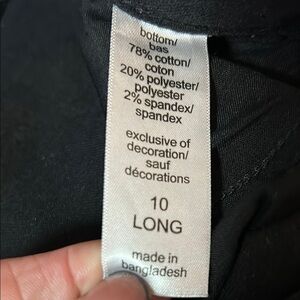 bottom/
bas
78% cotton/
coton
20% polyester/
polyester
2% spandex/
spandex
exclusive of
decoration/
sauf
décorations
10
LONG
made in
bangladesh